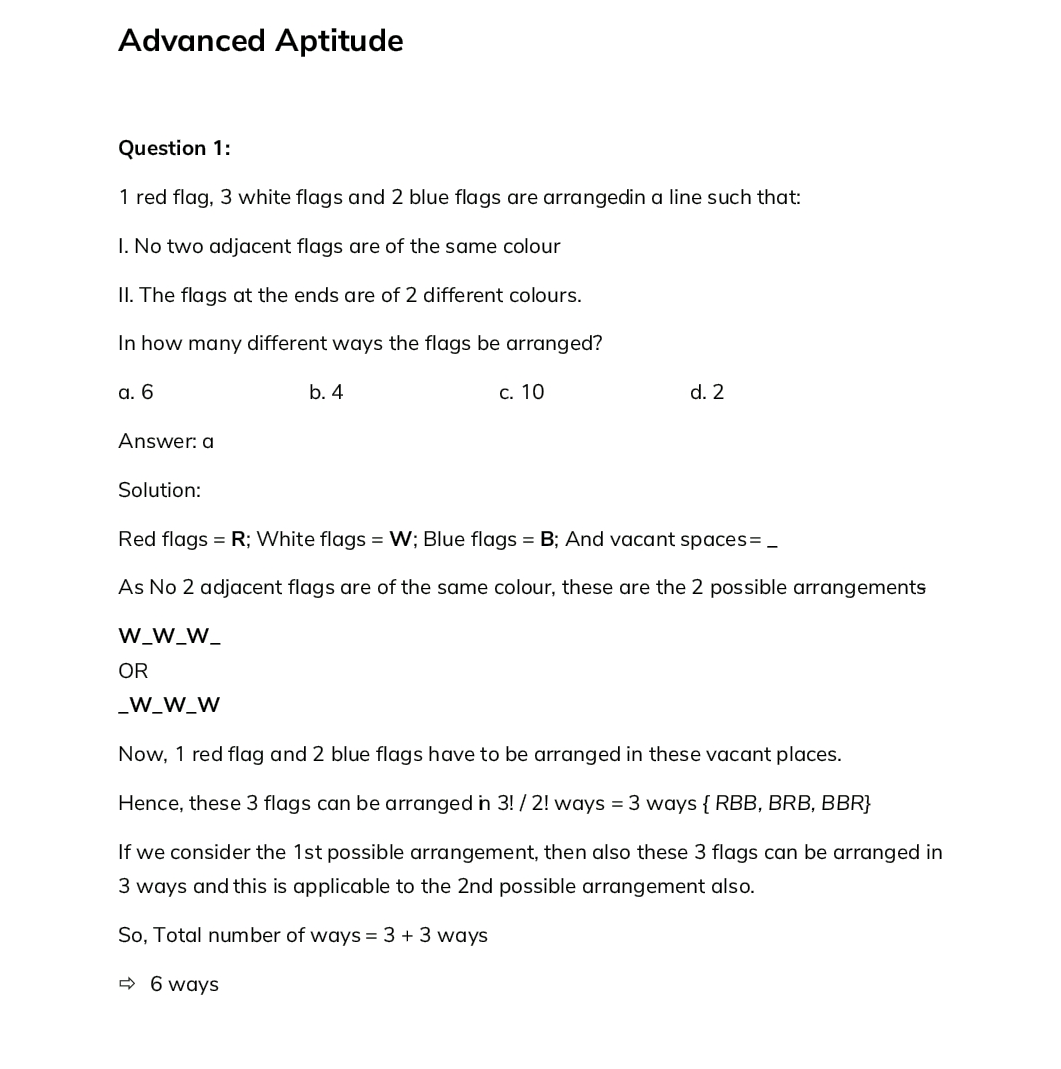 Advanced Aptitude
Question 1:
1 red flag, 3 white flags and 2 blue flags are arrangedin a line such that:
I. No two adjacent flags are of the same colour
II. The flags at the ends are of 2 different colours.
In how many different ways the flags be arranged?
a. 6 b. 4 c. 10 d. 2
Answer: a
Solution:
Red flags = R; White flags = W; Blue flags = B; And vacant spaces= _
As No 2 adjacent flags are of the same colour, these are the 2 possible arrangements
W_W_W_
OR
_W_W_W
Now, 1 red flag and 2 blue flags have to be arranged in these vacant places.
Hence, these 3 flags can be arranged in 3! / 2! ways = 3 ways { RBB, BRB, BBR}
If we consider the 1st possible arrangement, then also these 3 flags can be arranged in
3 ways and this is applicable to the 2nd possible arrangement also.
So, Total number of ways = 3 + 3 ways
⇨ 6 ways